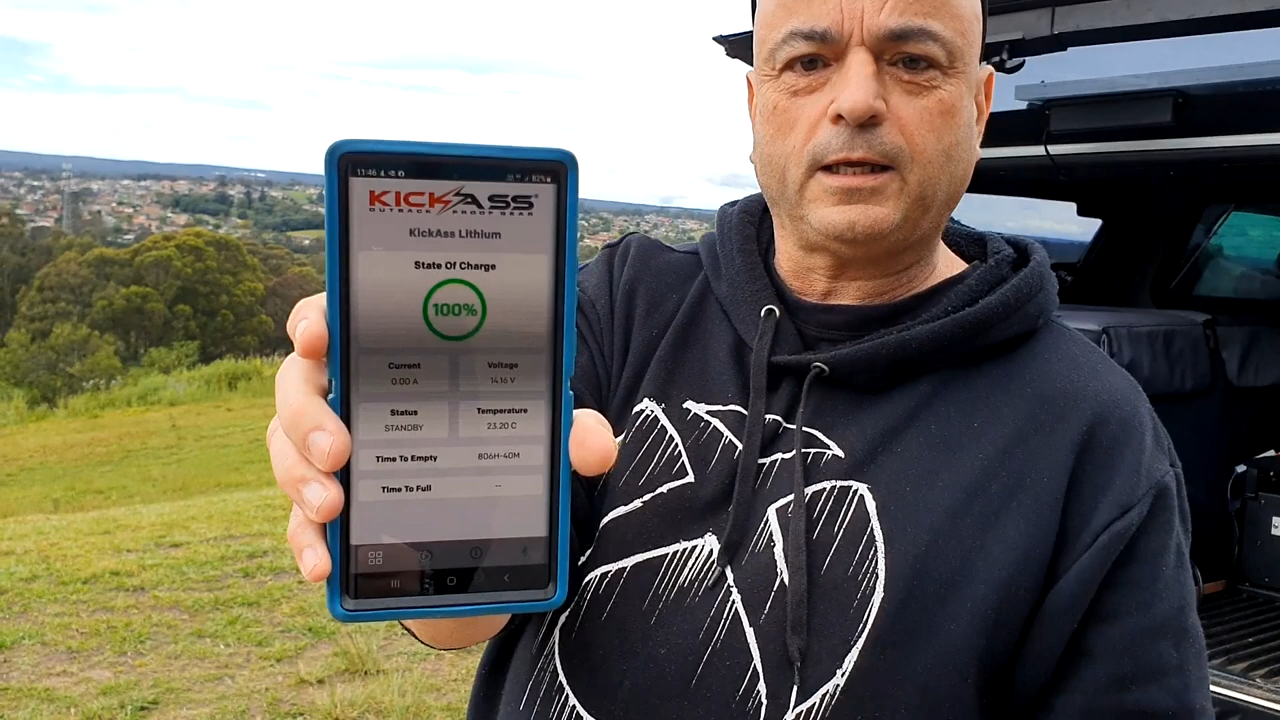 11:46
82%
KICKASS®
OUTBACK PROOF GEAR
KickAss Lithium
State Of Charge
100%
Current
0.00 A
Voltage
14.16 V
Status
STANDBY
Temperature
23.20 C
Time To Empty
806H-40M
Time To Full
--